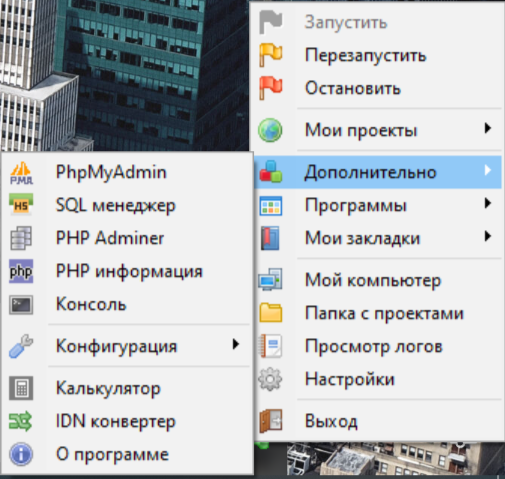 Запустить
Перезапустить
Остановить
Мои проекты
Дополнительно
Программы
Мои закладки
Мой компьютер
Папка с проектами
Просмотр логов
Настройки
Выход
PMA PhpMyAdmin
HS SQL менеджер
PHP Adminer
php PHP информация
Консоль
Конфигурация
Калькулятор
IDN конвертер
О программе